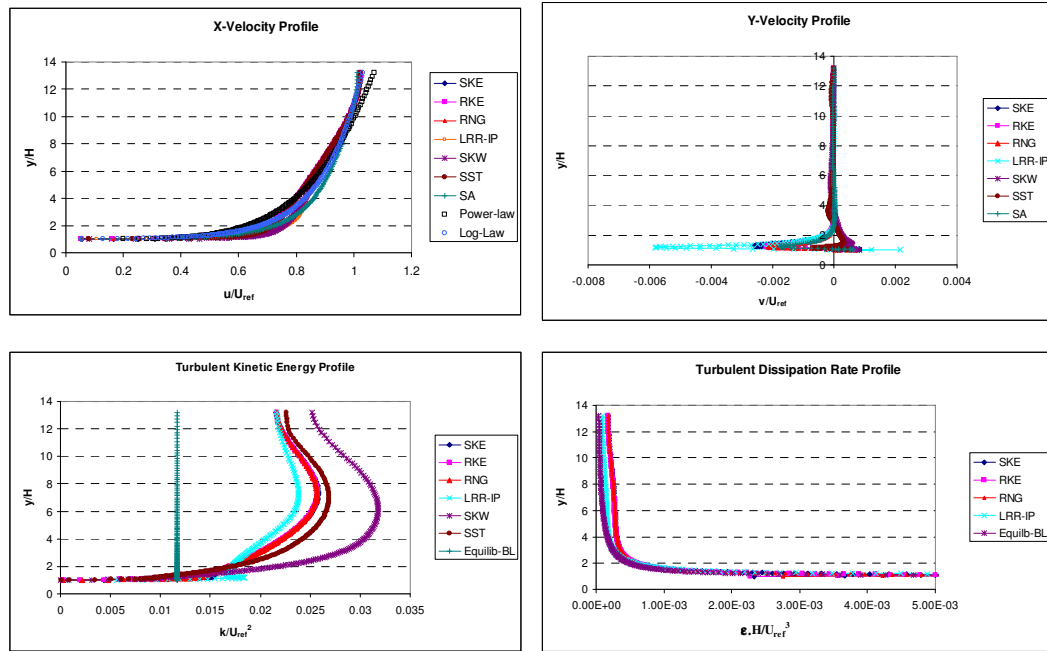 X-Velocity Profile
14
12
10
8
6
4
2
0
y/H
0 0.2 0.4 0.6 0.8 1 1.2
u/Uref
SKE
RKE
RNG
LRR-IP
SKW
SST
SA
Power-law
Log-Law
Y-Velocity Profile
14
12
10
8
6
4
2
0
y/H
-0.008 -0.006 -0.004 -0.002 0 0.002 0.004
v/Uref
SKE
RKE
RNG
LRR-IP
SKW
SST
SA
Turbulent Kinetic Energy Profile
14
12
10
8
6
4
2
0
y/H
0 0.005 0.01 0.015 0.02 0.025 0.03 0.035
k/Uref²
SKE
RKE
RNG
LRR-IP
SKW
SST
Equilib-BL
Turbulent Dissipation Rate Profile
14
12
10
8
6
4
2
0
y/H
0.00E+00 1.00E-03 2.00E-03 3.00E-03 4.00E-03 5.00E-03
ε.H/Uref³
SKE
RKE
RNG
LRR-IP
Equilb-BL